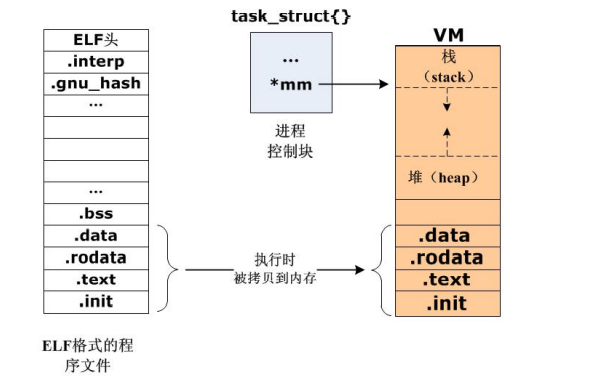 ELF头
.interp
.gnu_hash
...
...
.bss
.data
.rodata
.text
.init
ELF格式的程
序文件
task_struct{}
...
*mm
进程
控制块
执行时
被拷贝到内存
VM
栈
（stack）
堆（heap）
.data
.rodata
.text
.init